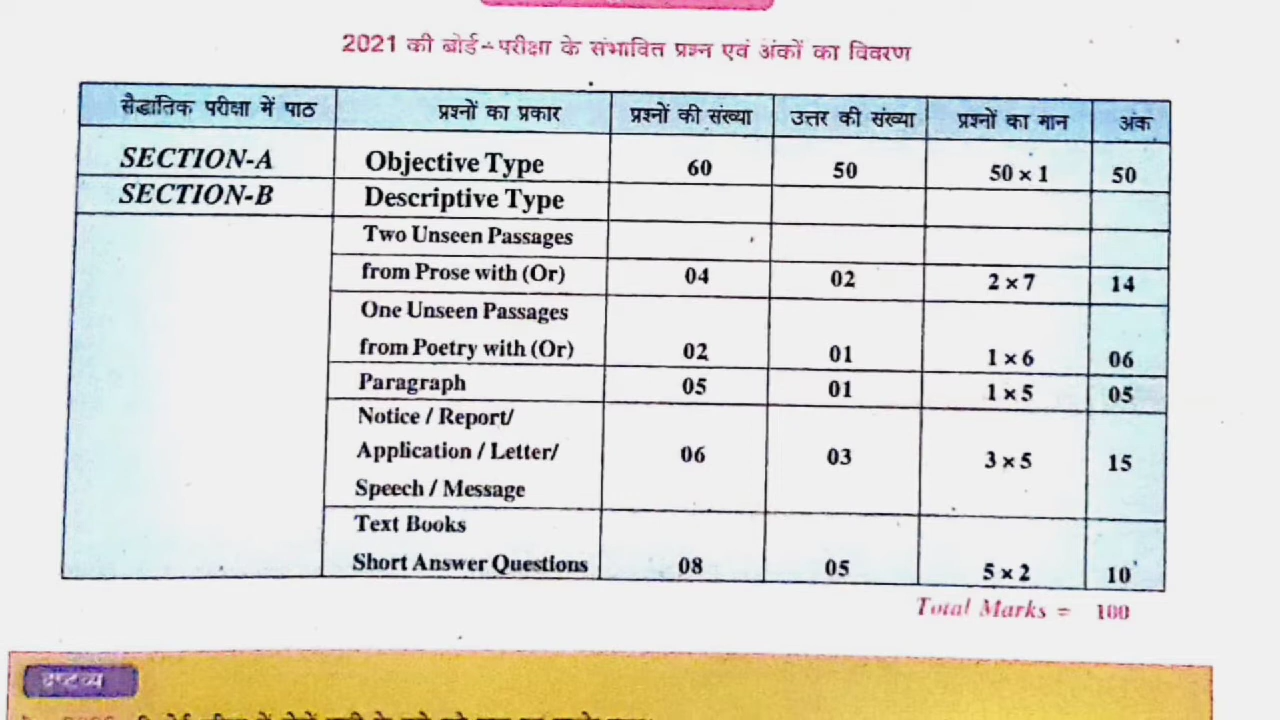 2021 की बोर्ड-परीक्षा के संभावित प्रश्न एवं अंकों का विवरण
सैद्धांतिक परीक्षा में पाठ प्रश्नों का प्रकार प्रश्नों की संख्या उत्तर की संख्या प्रश्नों का मान अंक
SECTION-A Objective Type 60 50 50 × 1 50
SECTION-B Descriptive Type
Two Unseen Passages
from Prose with (Or) 04 02 2 × 7 14
One Unseen Passages
from Poetry with (Or) 02 01 1 × 6 06
Paragraph 05 01 1 × 5 05
Notice / Report/
Application / Letter/ 06 03 3 × 5 15
Speech / Message
Text Books
Short Answer Questions 08 05 5 × 2 10
Total Marks = 100
द्रष्टव्य